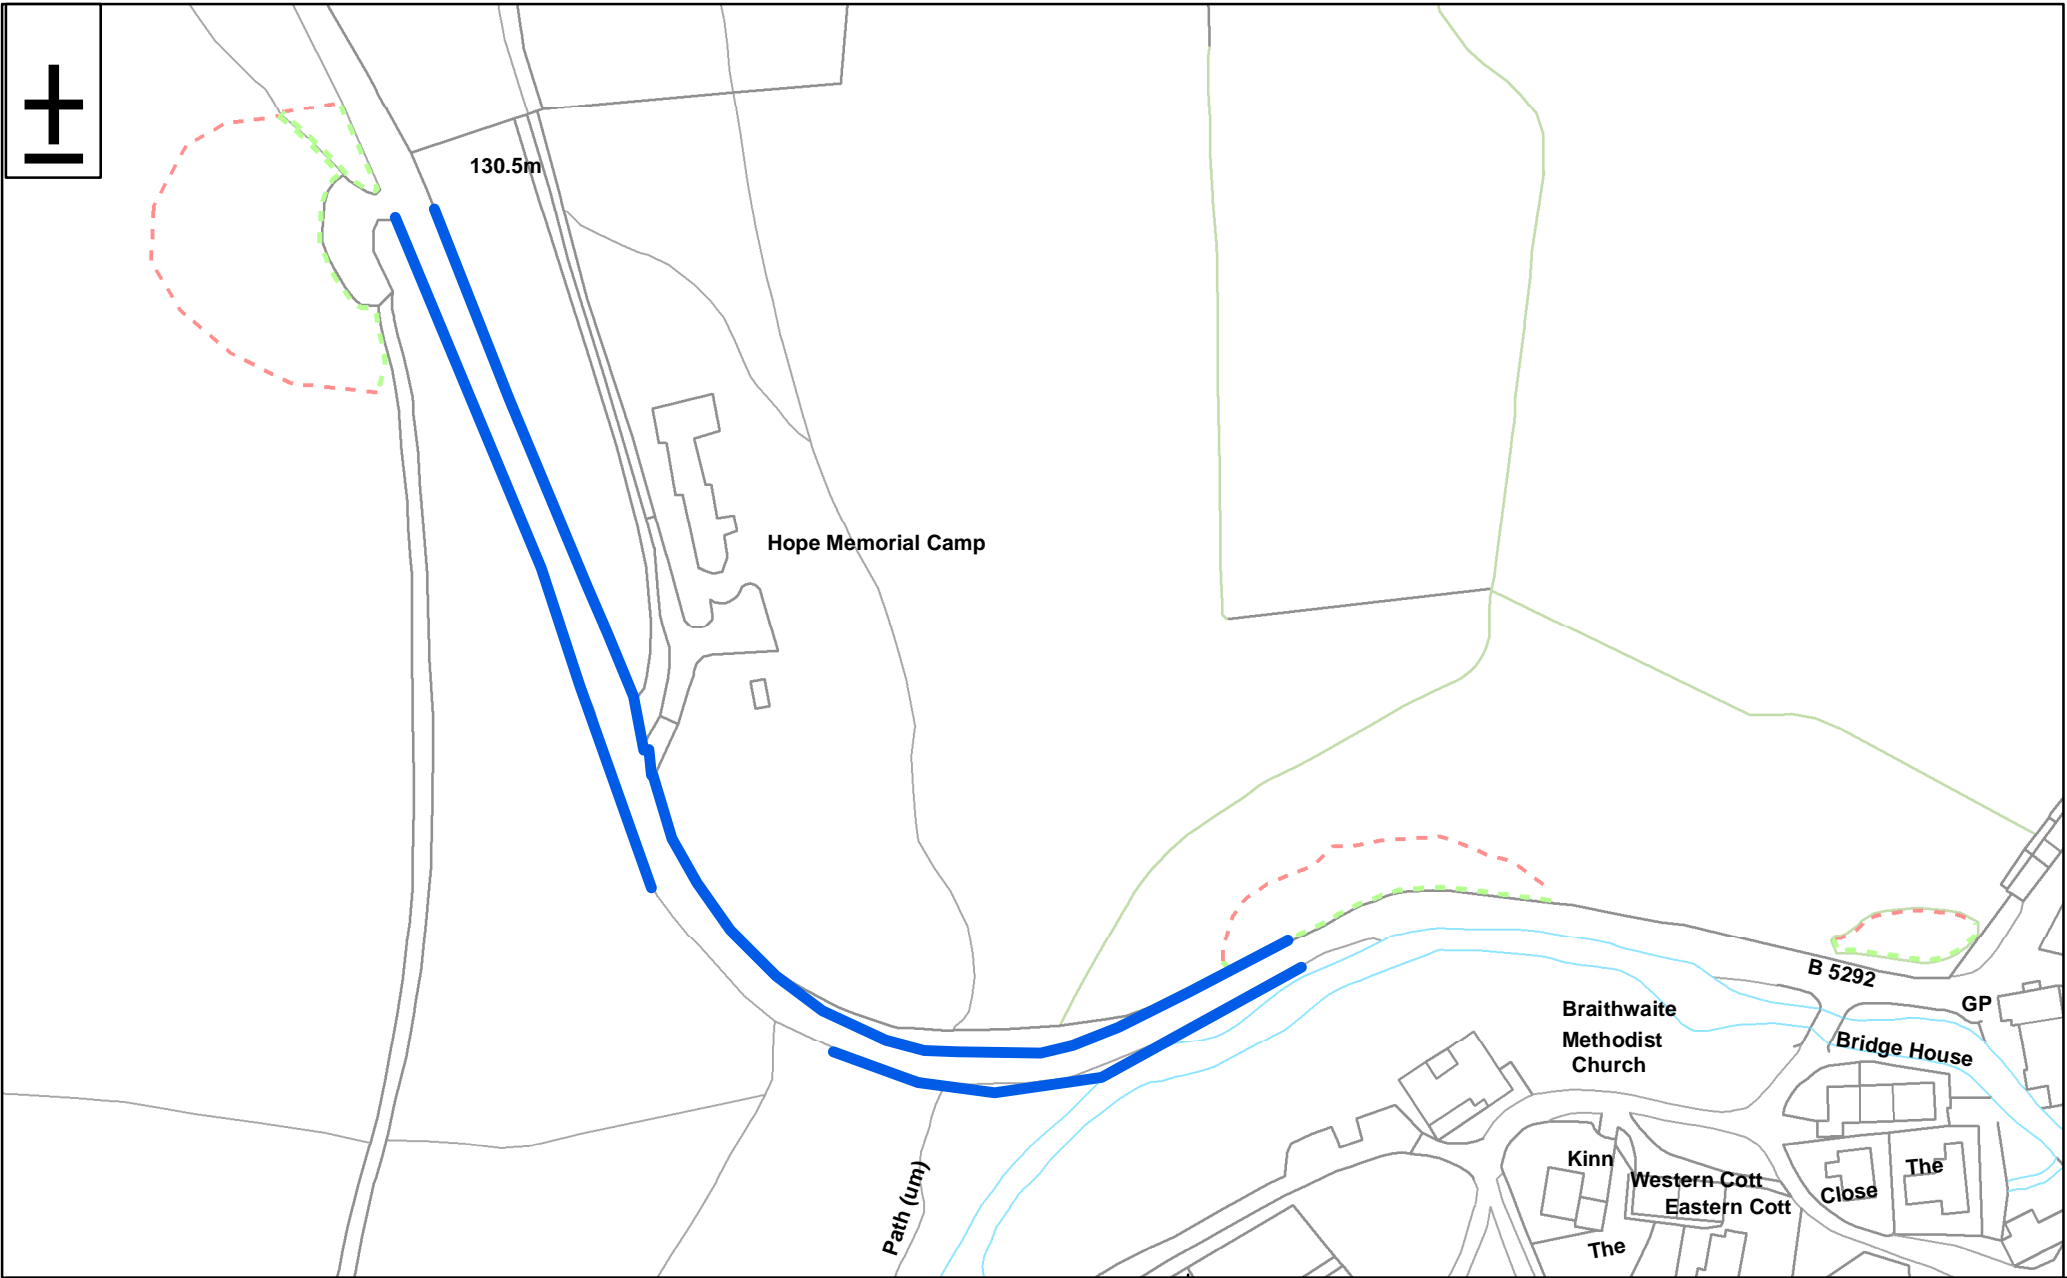 ±
130.5m
Hope Memorial Camp
B 5292
GP
Braithwaite
Methodist
Church
Bridge House
Kinn
Western Cott
Eastern Cott
The
Close
The
Path (um)